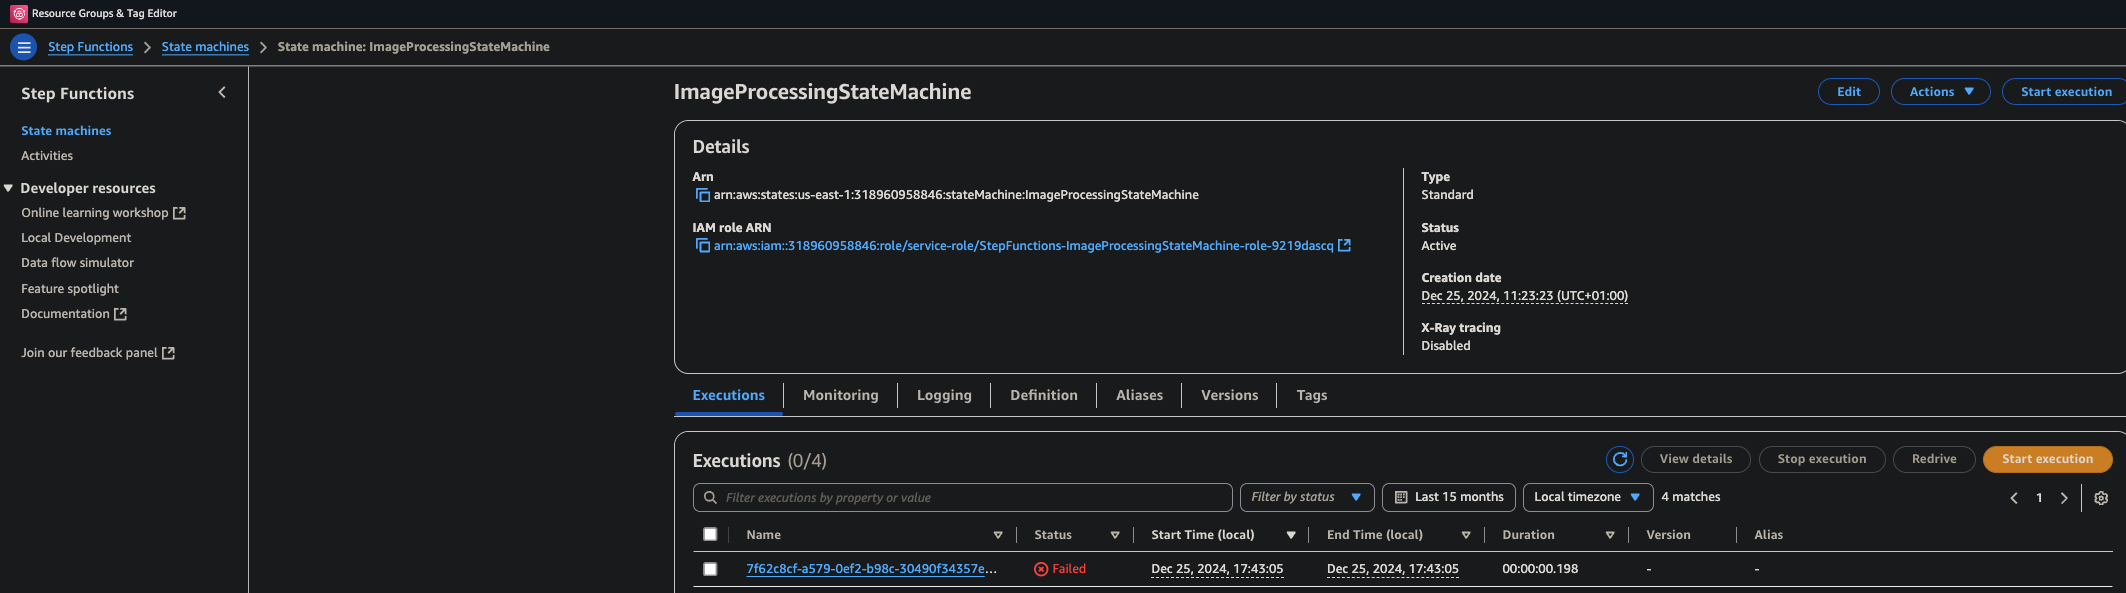 Resource Groups & Tag Editor
Step Functions > State machines > State machine: ImageProcessingStateMachine
Step Functions
State machines
Activities
Developer resources
Online learning workshop
Local Development
Data flow simulator
Feature spotlight
Documentation
Join our feedback panel
ImageProcessingStateMachine
Edit Actions Start execution
Details
Arn
arn:aws:states:us-east-1:318960958846:stateMachine:ImageProcessingStateMachine
IAM role ARN
arn:aws:iam::318960958846:role/service-role/StepFunctions-ImageProcessingStateMachine-role-9219dascq
Type
Standard
Status
Active
Creation date
Dec 25, 2024, 11:23:23 (UTC+01:00)
X-Ray tracing
Disabled
Executions Monitoring Logging Definition Aliases Versions Tags
Executions (0/4)
View details Stop execution Redrive Start execution
Filter executions by property or value Filter by status Last 15 months Local timezone 4 matches 1
Name Status Start Time (local) End Time (local) Duration Version Alias
7f62c8cf-a579-0ef2-b98c-30490f34357e... Failed Dec 25, 2024, 17:43:05 Dec 25, 2024, 17:43:05 00:00:00.198 - -